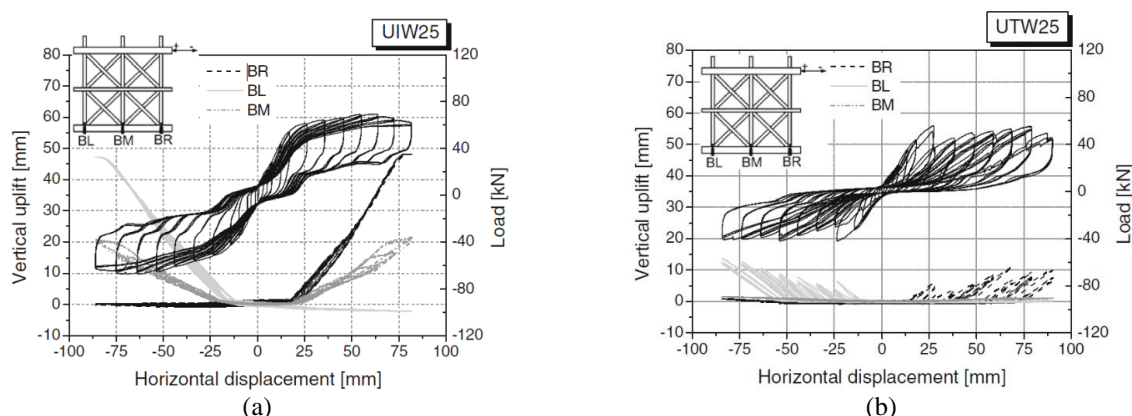 UIW25
80
70
60
50
40
30
20
10
0
-10
Vertical uplift [mm]
+ -
BR
BL
BM
BL BM BR
120
80
40
0
-40
-80
-120
Load [kN]
-100 -75 -50 -25 0 25 50 75 100
Horizontal displacement [mm]
(a)
UTW25
80
70
60
50
40
30
20
10
0
-10
Vertical uplift [mm]
+ -
BR
BL
BM
BL BM BR
120
80
40
0
-40
-80
-120
Load [kN]
-100 -75 -50 -25 0 25 50 75 100
Horizontal displacement [mm]
(b)